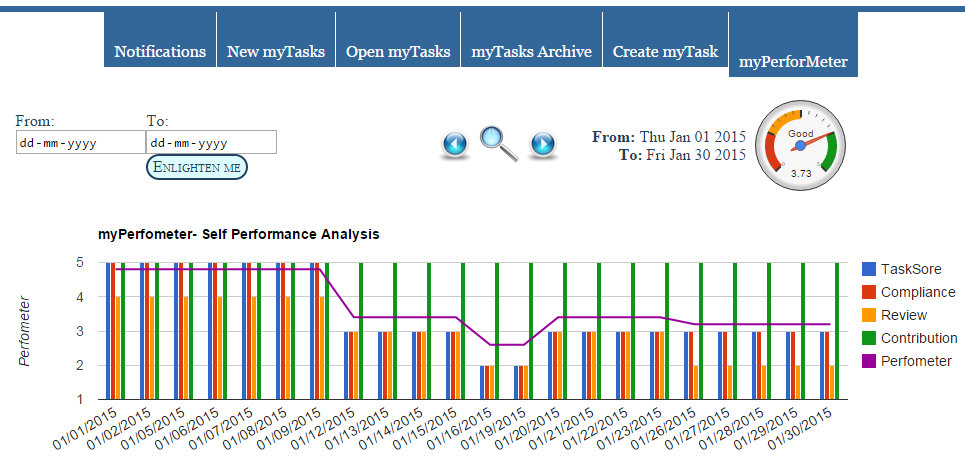 Notifications
New myTasks
Open myTasks
myTasks Archive
Create myTask
myPerforMeter
From:
To:
dd-mm-yyyy
dd-mm-yyyy
Enlighten me
From: Thu Jan 01 2015
To: Fri Jan 30 2015
Good
0
5
3.73
myPerfometer- Self Performance Analysis
Perfometer
5
4
3
2
1
01/01/2015
01/02/2015
01/05/2015
01/06/2015
01/07/2015
01/08/2015
01/09/2015
01/12/2015
01/13/2015
01/14/2015
01/15/2015
01/16/2015
01/19/2015
01/20/2015
01/21/2015
01/22/2015
01/23/2015
01/26/2015
01/27/2015
01/28/2015
01/29/2015
01/30/2015
TaskSore
Compliance
Review
Contribution
Perfometer